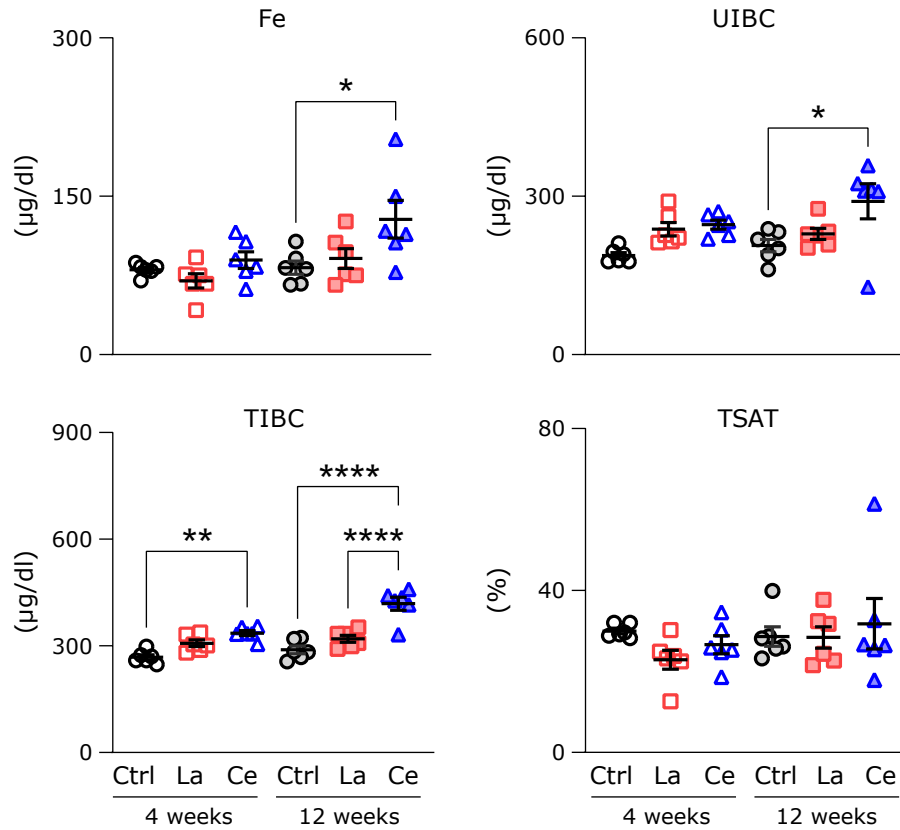 Fe
UIBC
300
150
0
(µg/dl)
*
600
300
0
(µg/dl)
*
TIBC
TSAT
900
600
300
0
(µg/dl)
**
****
****
80
40
0
(%)
Ctrl La Ce Ctrl La Ce
4 weeks 12 weeks
Ctrl La Ce Ctrl La Ce
4 weeks 12 weeks